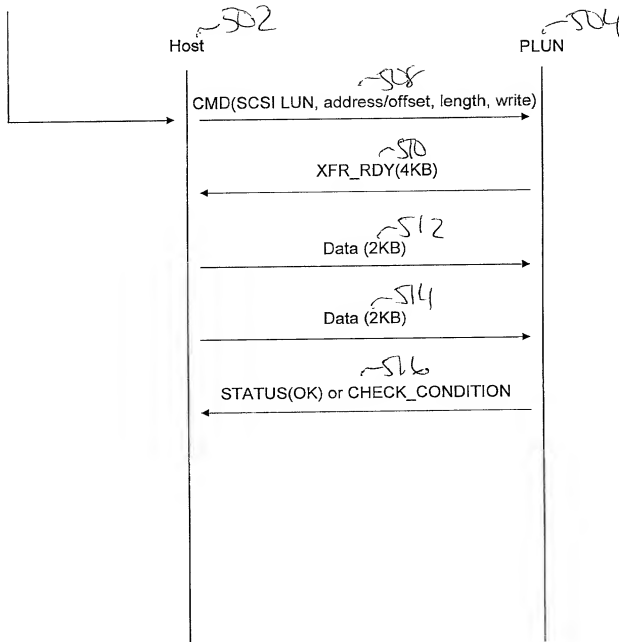 502
504
Host
PLUN
508
CMD(SCSI LUN, address/offset, length, write)
510
XFR_RDY(4KB)
512
Data (2KB)
514
Data (2KB)
516
STATUS(OK) or CHECK_CONDITION